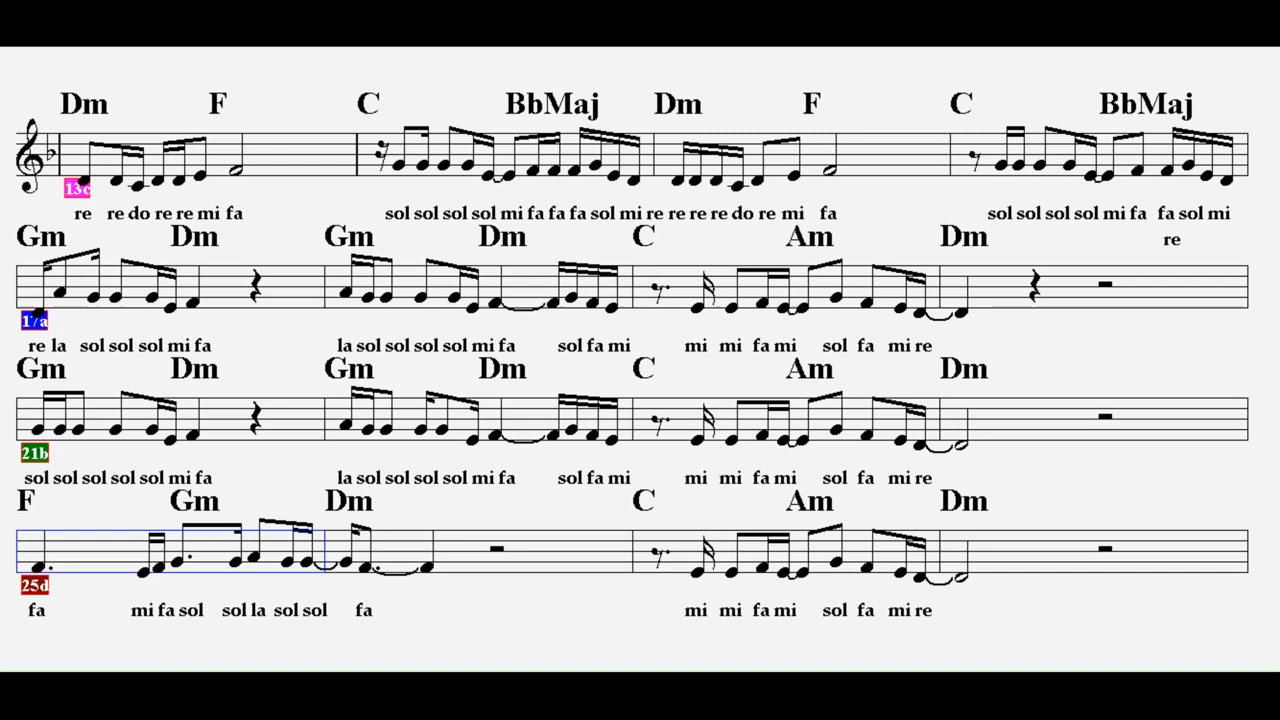 Dm F C BbMaj Dm F C BbMaj
13c
re re do re re mi fa sol sol sol sol mi fa fa fa sol mi re re re re do re mi fa sol sol sol sol mi fa fa sol mi
re
Gm Dm Gm Dm C Am Dm
17a
re la sol sol sol mi fa la sol sol sol sol mi fa sol fa mi mi mi fa mi sol fa mi re
Gm Dm Gm Dm C Am Dm
21b
sol sol sol sol sol mi fa la sol sol sol sol mi fa sol fa mi mi mi fa mi sol fa mi re
F Gm Dm C Am Dm
25d
fa mi fa sol sol la sol sol fa mi mi fa mi sol fa mi re